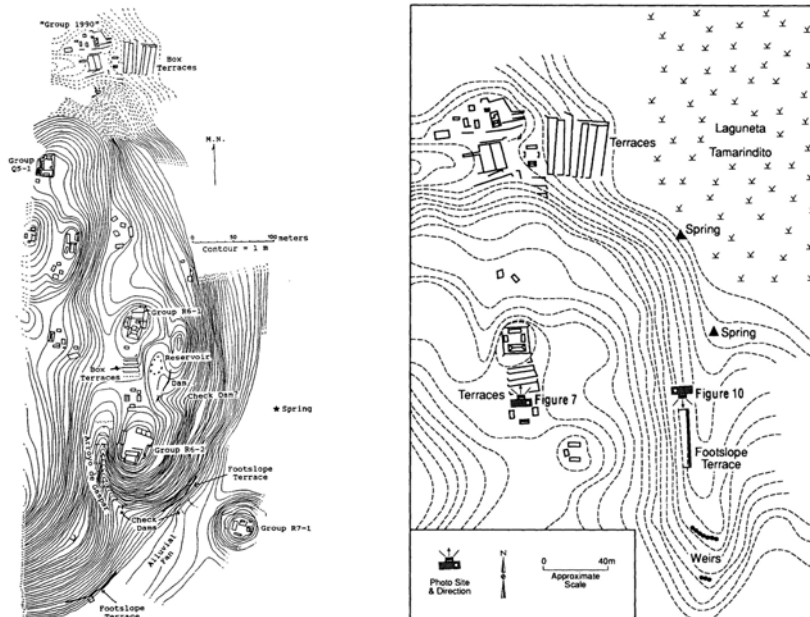 "Group 1990"
Box
Terraces
M.N.
Group
Q5-1
0 50 100 meters
Contour = 1 M
Group R6-1
Reservoir
Box
Terraces
Dam
Check Dam?
★ Spring
Group R6-2
Footslope
Terrace
Check
Dams
Group R7-1
Alluvial
Fan
Footslope
Terrace
Laguneta
Tamarindito
Terraces
Spring
Spring
Terraces
Figure 7
Figure 10
Footslope
Terrace
Weirs
Photo Site
& Direction
N
0 40m
Approximate
Scale